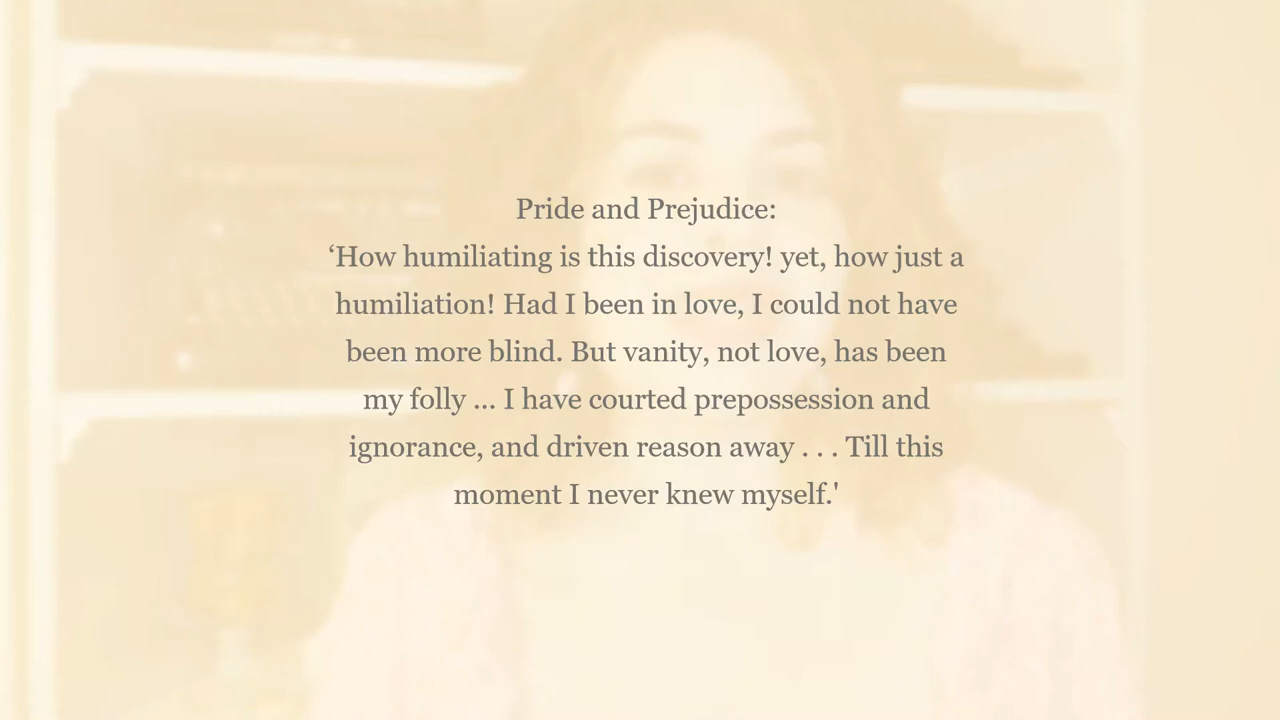 Pride and Prejudice:
‘How humiliating is this discovery! yet, how just a
humiliation! Had I been in love, I could not have
been more blind. But vanity, not love, has been
my folly ... I have courted prepossession and
ignorance, and driven reason away . . . Till this
moment I never knew myself.'